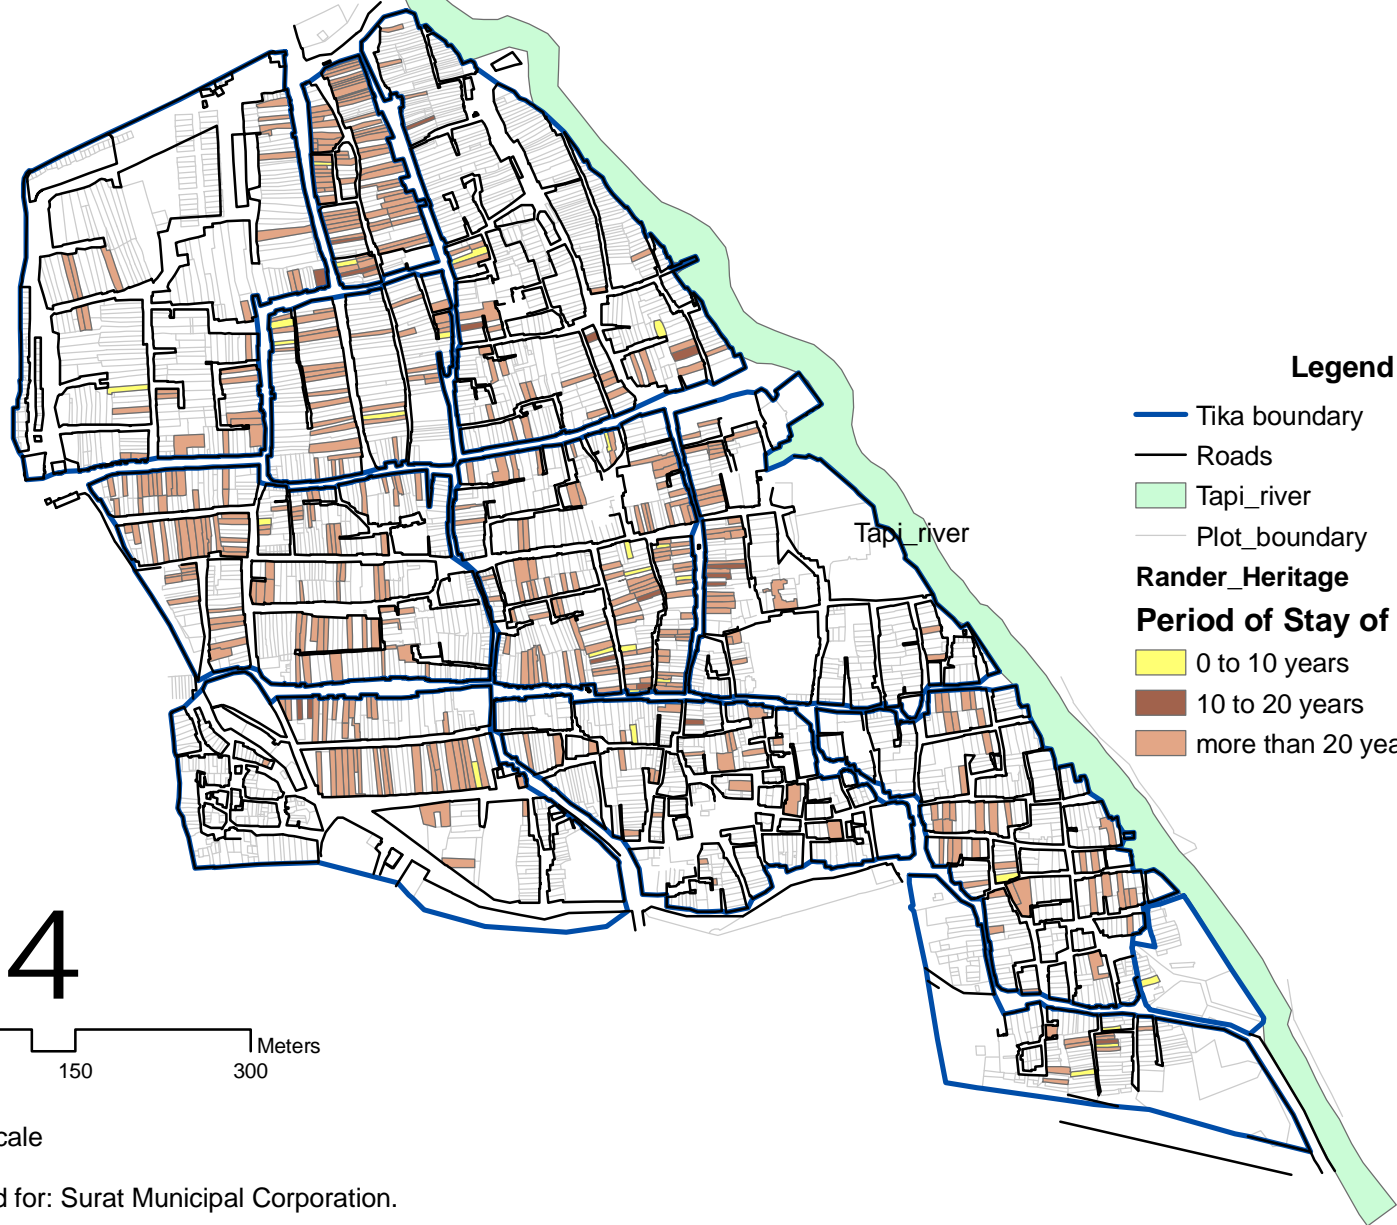 Legend
Tika boundary
Roads
Tapi_river
Plot_boundary
Rander_Heritage
Period of Stay of
0 to 10 years
10 to 20 years
more than 20 yea
Tapi_river
4
Meters
150 300
cale
d for: Surat Municipal Corporation.